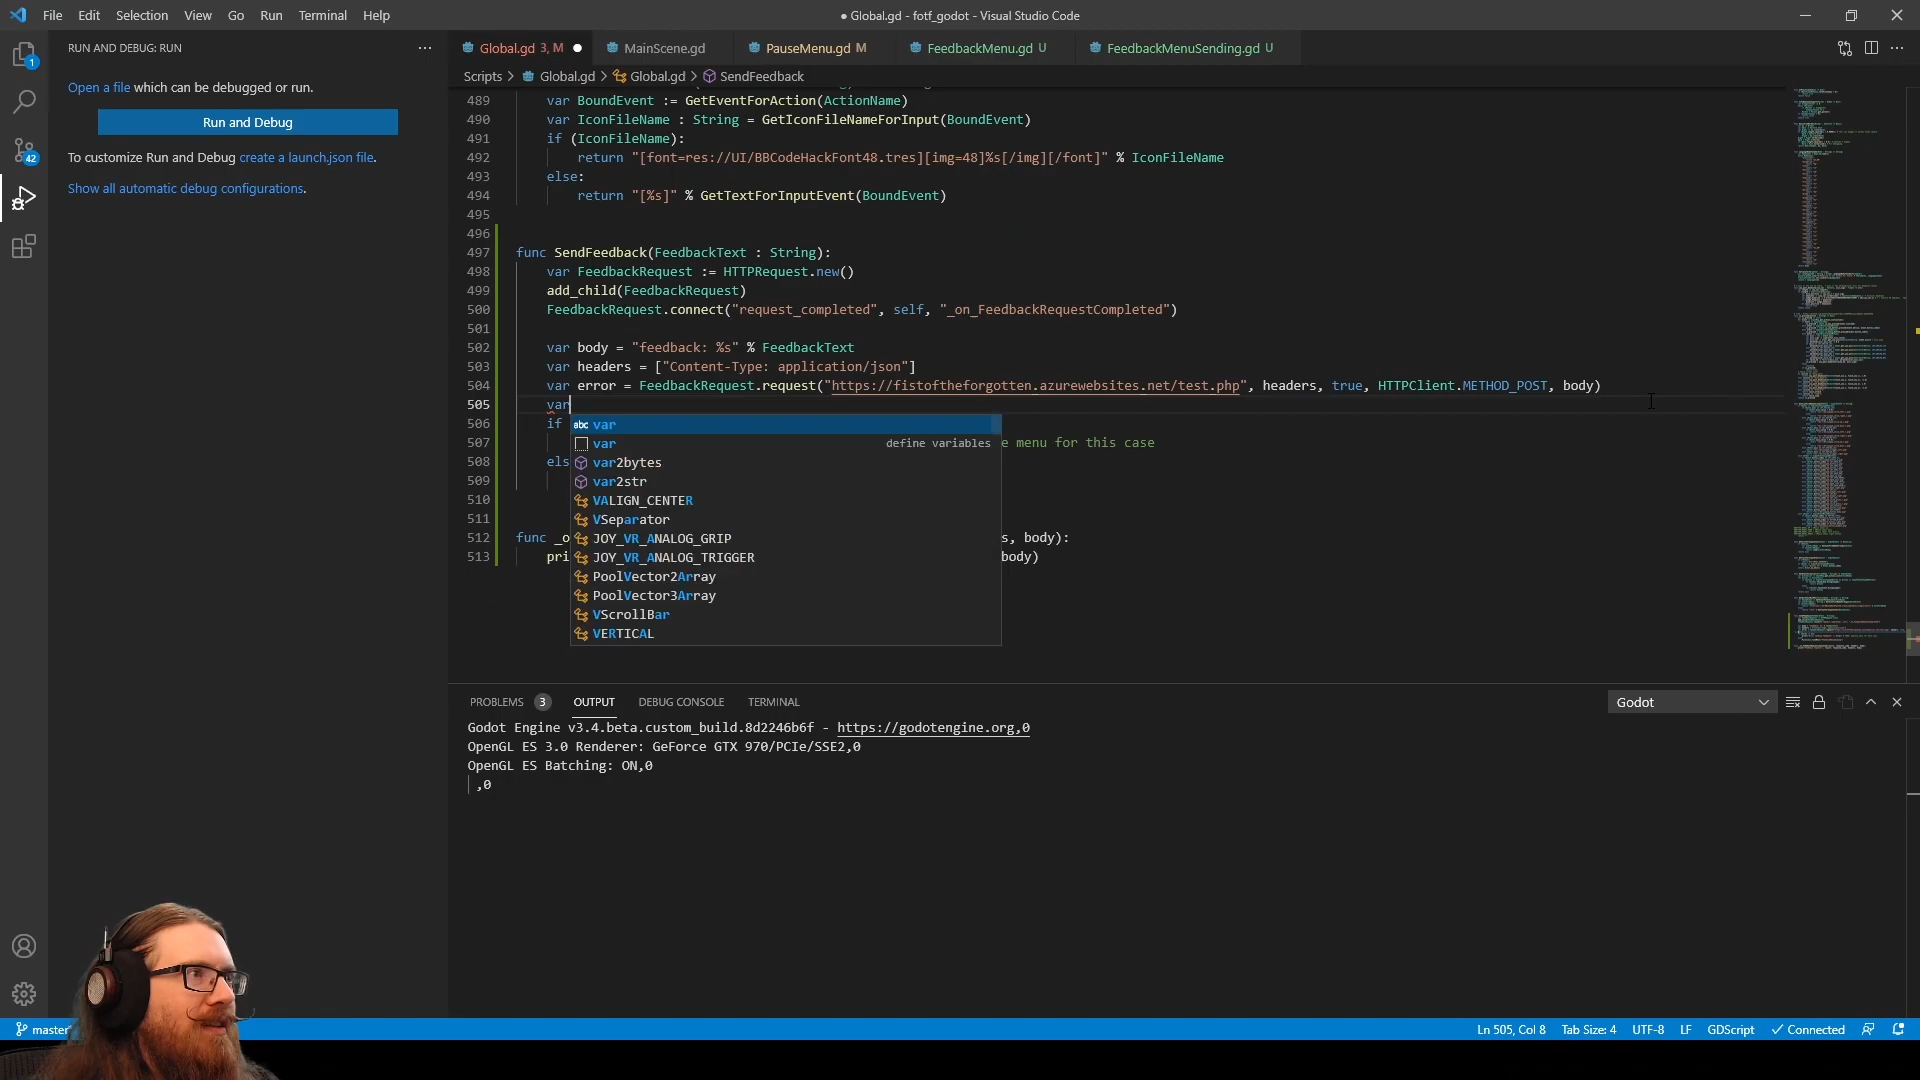 File Edit Selection View Go Run Terminal Help
● Global.gd - fotf_godot - Visual Studio Code
RUN AND DEBUG: RUN
Global.gd 3, M
MainScene.gd
PauseMenu.gd M
FeedbackMenu.gd U
FeedbackMenuSending.gd U
Scripts > Global.gd > Global.gd > SendFeedback
1
42
Open a file which can be debugged or run.
Run and Debug
To customize Run and Debug create a launch.json file.
Show all automatic debug configurations.
489 var BoundEvent := GetEventForAction(ActionName)
490 var IconFileName : String = GetIconFileNameForInput(BoundEvent)
491 if (IconFileName):
492 return "[font=res://UI/BBCodeHackFont48.tres][img=48]%s[/img][/font]" % IconFileName
493 else:
494 return "[%s]" % GetTextForInputEvent(BoundEvent)
495
496
497 func SendFeedback(FeedbackText : String):
498 var FeedbackRequest := HTTPRequest.new()
499 add_child(FeedbackRequest)
500 FeedbackRequest.connect("request_completed", self, "_on_FeedbackRequestCompleted")
501
502 var body = "feedback: %s" % FeedbackText
503 var headers = ["Content-Type: application/json"]
504 var error = FeedbackRequest.request("https://fistoftheforgotten.azurewebsites.net/test.php", headers, true, HTTPClient.METHOD_POST, body)
505 var
506 if
507 e menu for this case
508 els
509
510
511
512 func _o s, body):
513 pri body)
var
var define variables
var2bytes
var2str
VALIGN_CENTER
VSeparator
JOY_VR_ANALOG_GRIP
JOY_VR_ANALOG_TRIGGER
PoolVector2Array
PoolVector3Array
VScrollBar
VERTICAL
PROBLEMS 3 OUTPUT DEBUG CONSOLE TERMINAL
Godot
Godot Engine v3.4.beta.custom_build.8d2246b6f - https://godotengine.org,0
OpenGL ES 3.0 Renderer: GeForce GTX 970/PCIe/SSE2,0
OpenGL ES Batching: ON,0
,0
master
Ln 505, Col 8 Tab Size: 4 UTF-8 LF GDScript Connected